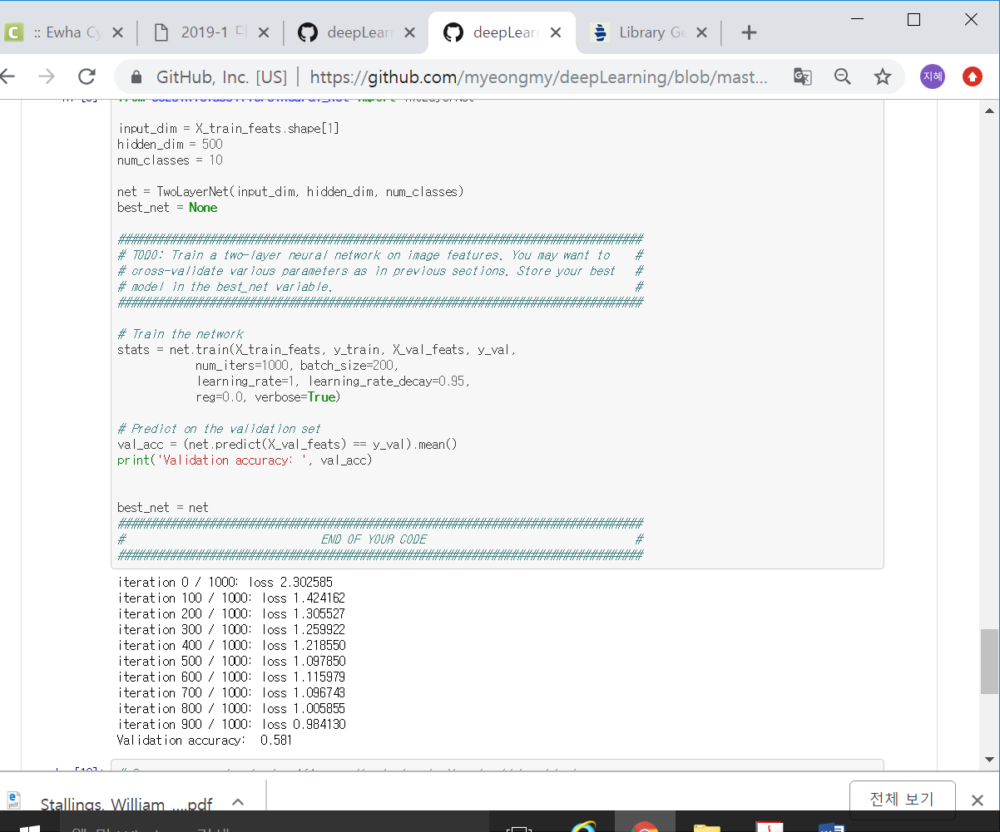 :: Ewha Cy
2019-1
deepLear
deepLear
Library Ge
GitHub, Inc. [US] | https://github.com/myeongmy/deepLearning/blob/mast...
지혜
input_dim = X_train_feats.shape[1]
hidden_dim = 500
num_classes = 10
net = TwoLayerNet(input_dim, hidden_dim, num_classes)
best_net = None
################################################################################
# TODO: Train a two-layer neural network on image features. You may want to #
# cross-validate various parameters as in previous sections. Store your best #
# model in the best_net variable. #
################################################################################
# Train the network
stats = net.train(X_train_feats, y_train, X_val_feats, y_val,
num_iters=1000, batch_size=200,
learning_rate=1, learning_rate_decay=0.95,
reg=0.0, verbose=True)
# Predict on the validation set
val_acc = (net.predict(X_val_feats) == y_val).mean()
print('Validation accuracy: ', val_acc)
best_net = net
################################################################################
# END OF YOUR CODE #
################################################################################
iteration 0 / 1000: loss 2.302585
iteration 100 / 1000: loss 1.424162
iteration 200 / 1000: loss 1.305527
iteration 300 / 1000: loss 1.259922
iteration 400 / 1000: loss 1.218550
iteration 500 / 1000: loss 1.097850
iteration 600 / 1000: loss 1.115979
iteration 700 / 1000: loss 1.096743
iteration 800 / 1000: loss 1.005855
iteration 900 / 1000: loss 0.984130
Validation accuracy: 0.581
Stallings, William ....pdf
전체 보기